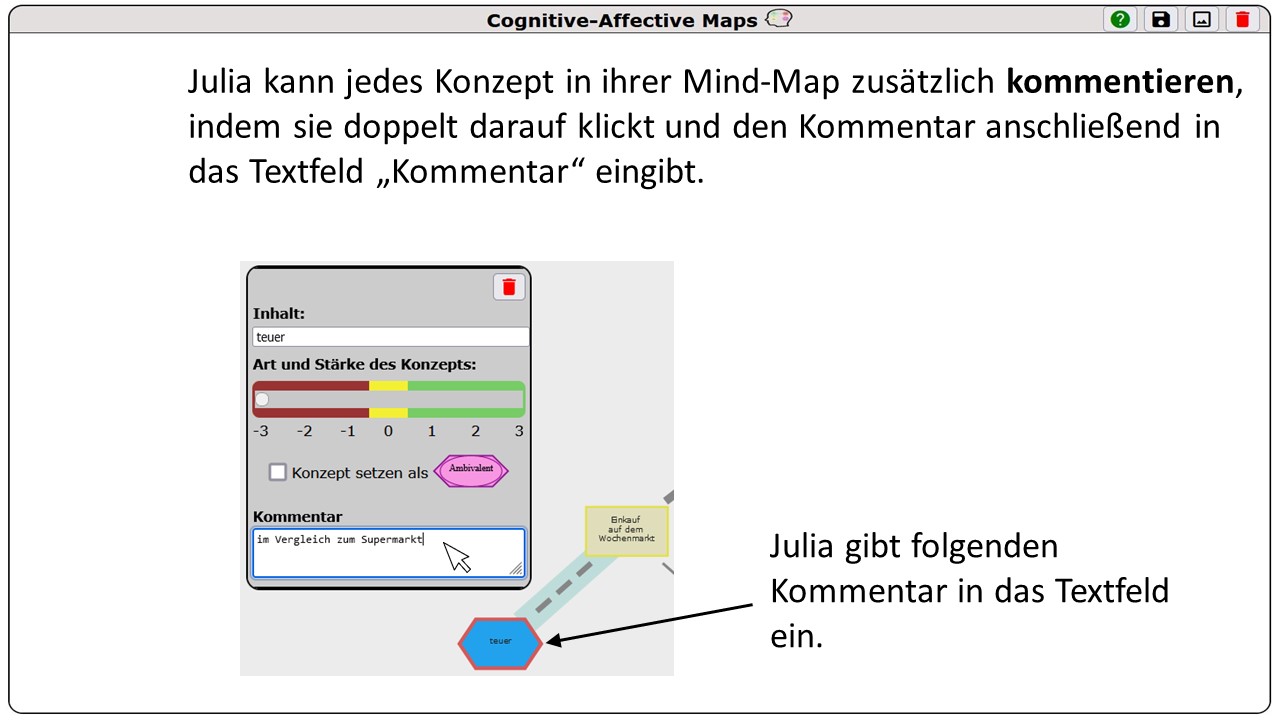 Cognitive-Affective Maps
Julia kann jedes Konzept in ihrer Mind-Map zusätzlich kommentieren,
indem sie doppelt darauf klickt und den Kommentar anschließend in
das Textfeld „Kommentar“ eingibt.
Inhalt:
teuer
Art und Stärke des Konzepts:
-3 -2 -1 0 1 2 3
Konzept setzen als Ambivalent
Kommentar
im Vergleich zum Supermarkt
Einkauf
auf dem
Wochenmarkt
teuer
Julia gibt folgenden
Kommentar in das Textfeld
ein.